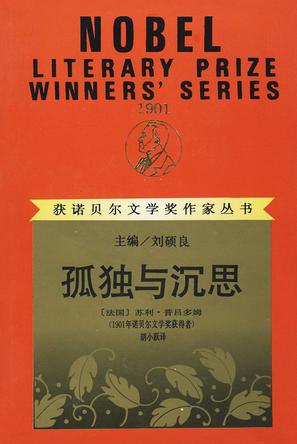 NOBEL
LITERARY PRIZE
WINNERS' SERIES
1901
获诺贝尔文学奖作家丛书
主编／刘硕良
孤独与沉思
〔法国〕苏利·普吕多姆
(1901年诺贝尔文学奖获得者)
胡小跃译